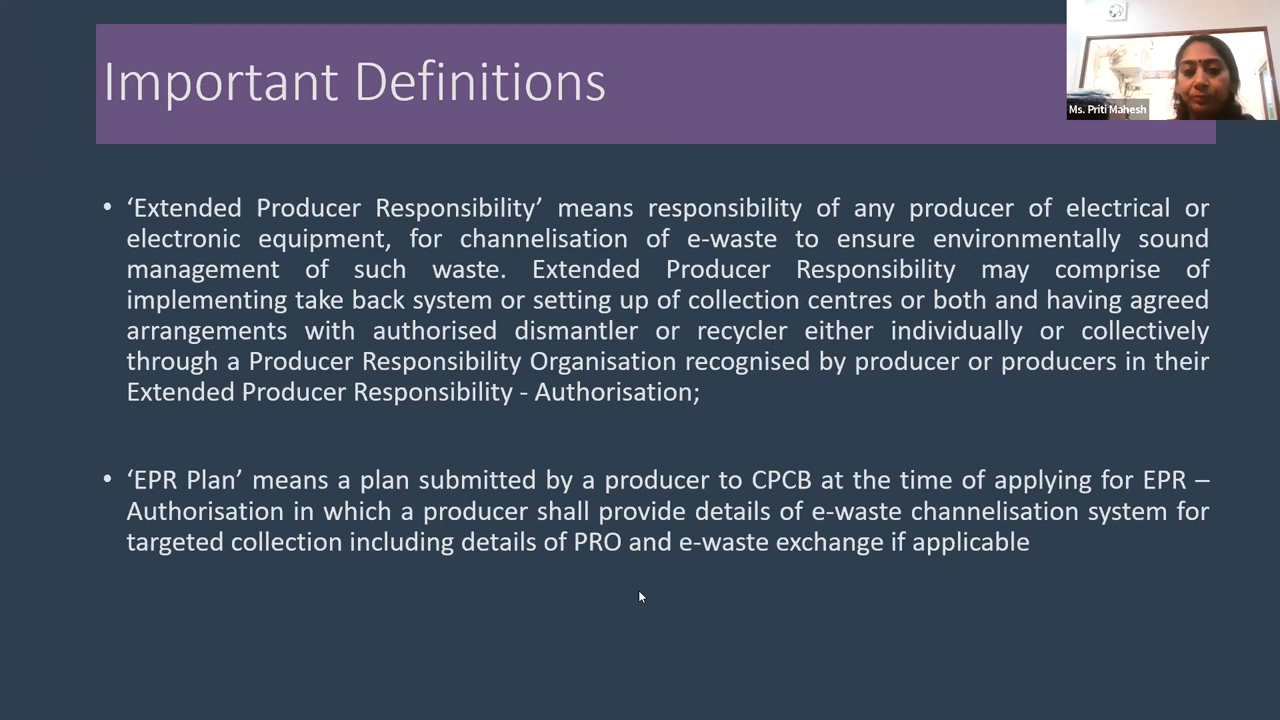 Important Definitions
Ms. Priti Mahesh
• ‘Extended Producer Responsibility’ means responsibility of any producer of electrical or
electronic equipment, for channelisation of e-waste to ensure environmentally sound
management of such waste. Extended Producer Responsibility may comprise of
implementing take back system or setting up of collection centres or both and having agreed
arrangements with authorised dismantler or recycler either individually or collectively
through a Producer Responsibility Organisation recognised by producer or producers in their
Extended Producer Responsibility - Authorisation;
• ‘EPR Plan’ means a plan submitted by a producer to CPCB at the time of applying for EPR –
Authorisation in which a producer shall provide details of e-waste channelisation system for
targeted collection including details of PRO and e-waste exchange if applicable